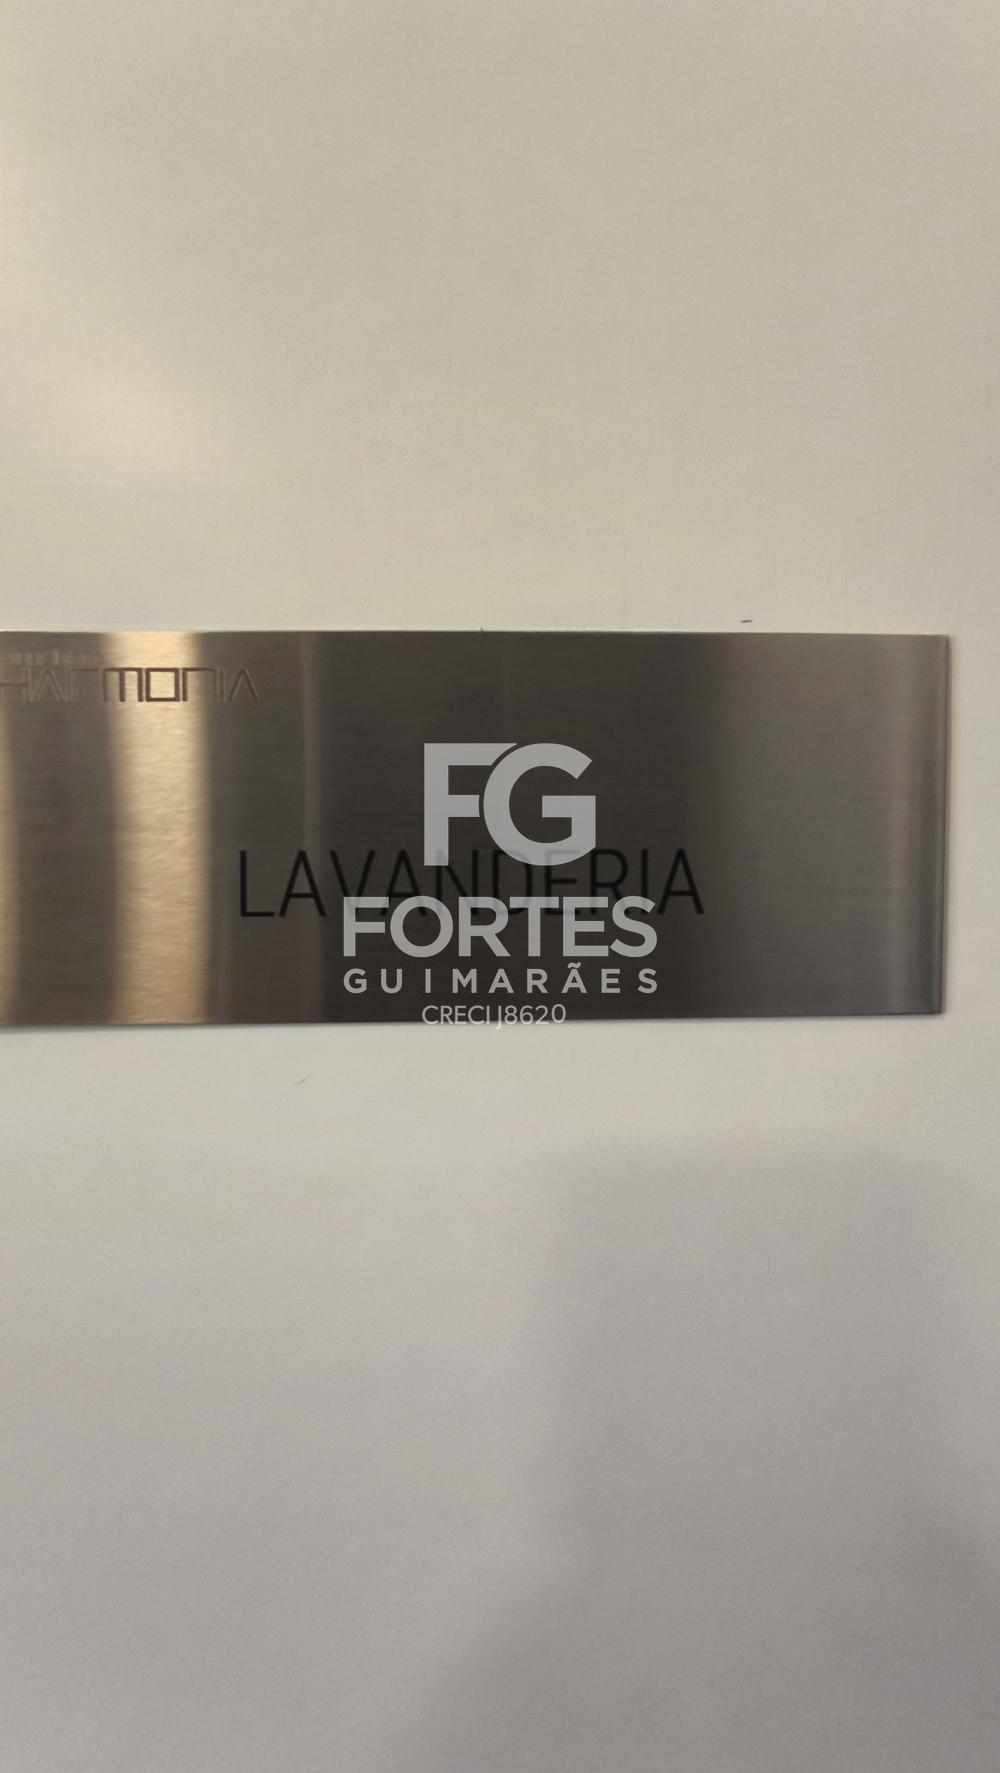 HARMONIA
FG
LAVANDERIA
FORTES
GUIMARÃES
CRECI J8620